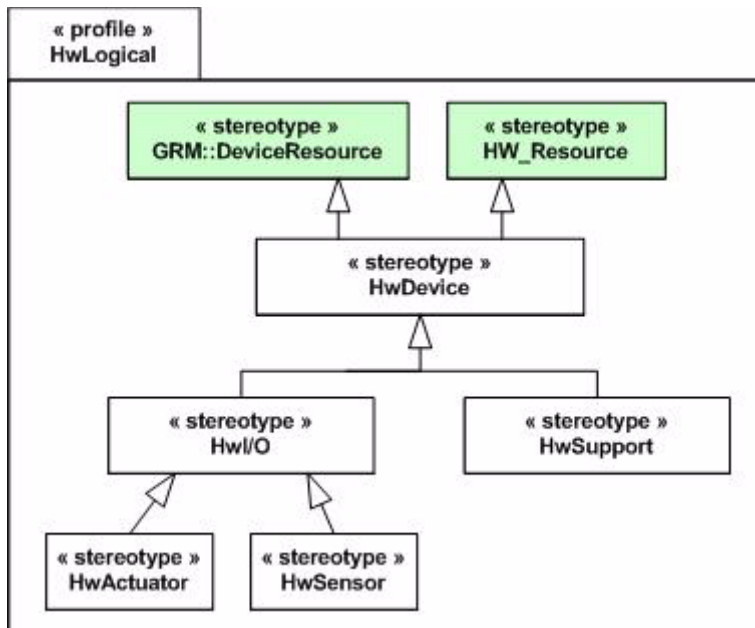 « profile »
HwLogical
« stereotype »
GRM::DeviceResource
« stereotype »
HW_Resource
« stereotype »
HwDevice
« stereotype »
HwI/O
« stereotype »
HwSupport
« stereotype »
HwActuator
« stereotype »
HwSensor